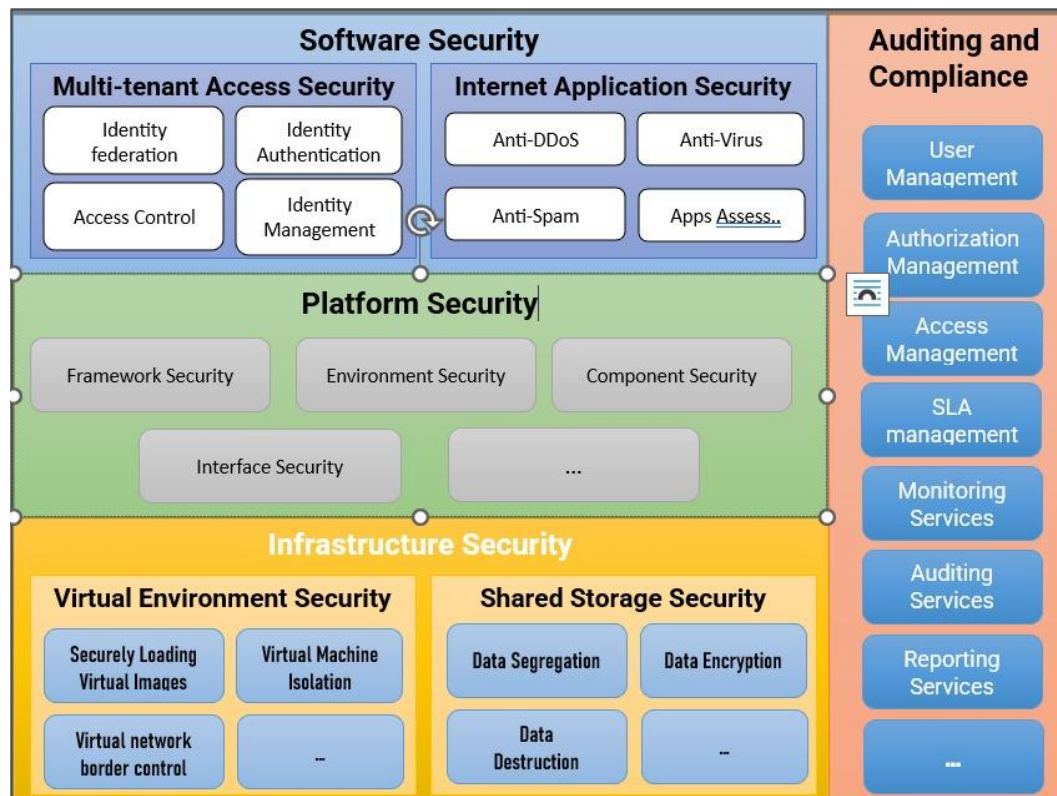 Software Security
Multi-tenant Access Security
Identity
federation
Identity
Authentication
Access Control
Identity
Management
Internet Application Security
Anti-DDoS
Anti-Virus
Anti-Spam
Apps Assess..
Platform Security
Framework Security
Environment Security
Component Security
Interface Security
...
Infrastructure Security
Virtual Environment Security
Securely Loading
Virtual Images
Virtual Machine
Isolation
Virtual network
border control
...
Shared Storage Security
Data Segregation
Data Encryption
Data
Destruction
...
Auditing and
Compliance
User
Management
Authorization
Management
Access
Management
SLA
management
Monitoring
Services
Auditing
Services
Reporting
Services
...